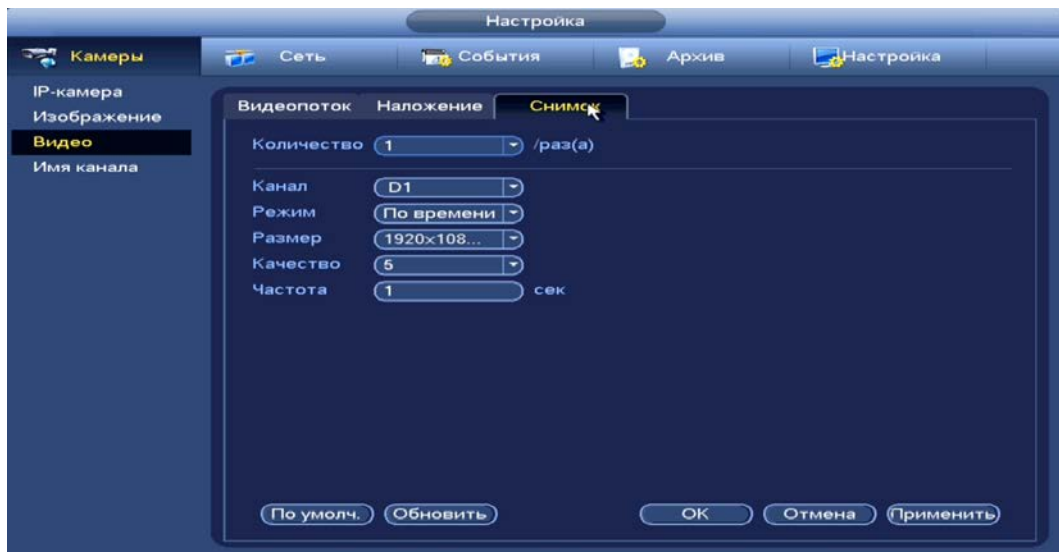 Настройка
Камеры Сеть События Архив Настройка
IP-камера
Изображение
Видео
Имя канала
Видеопоток Наложение Снимок
Количество 1 /раз(а)
Канал D1
Режим По времени
Размер 1920x108...
Качество 5
Частота 1 сек
По умолч. Обновить OK Отмена Применить